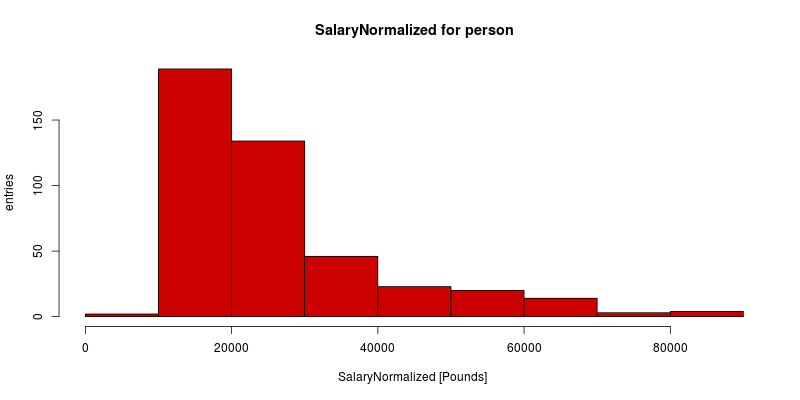 SalaryNormalized for person
entries
150
100
50
0
0 20000 40000 60000 80000
SalaryNormalized [Pounds]